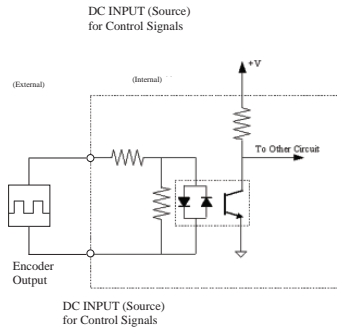 DC INPUT (Source)
for Control Signals
+V
(External)
(Internal)
To Other Circuit
Encoder
Output
DC INPUT (Source)
for Control Signals